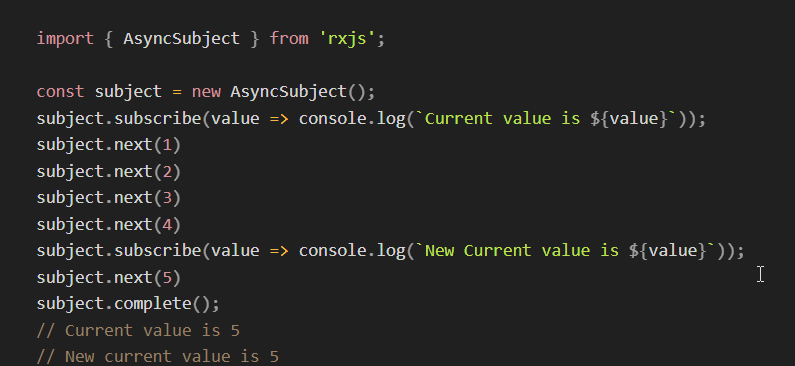 import { AsyncSubject } from 'rxjs';
const subject = new AsyncSubject();
subject.subscribe(value => console.log(`Current value is ${value}`));
subject.next(1)
subject.next(2)
subject.next(3)
subject.next(4)
subject.subscribe(value => console.log(`New Current value is ${value}`));
subject.next(5)
subject.complete();
// Current value is 5
// New current value is 5